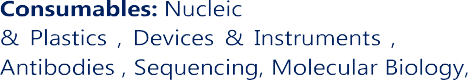 Consumables: Nucleic
& Plastics , Devices & Instruments ,
Antibodies , Sequencing, Molecular Biology,